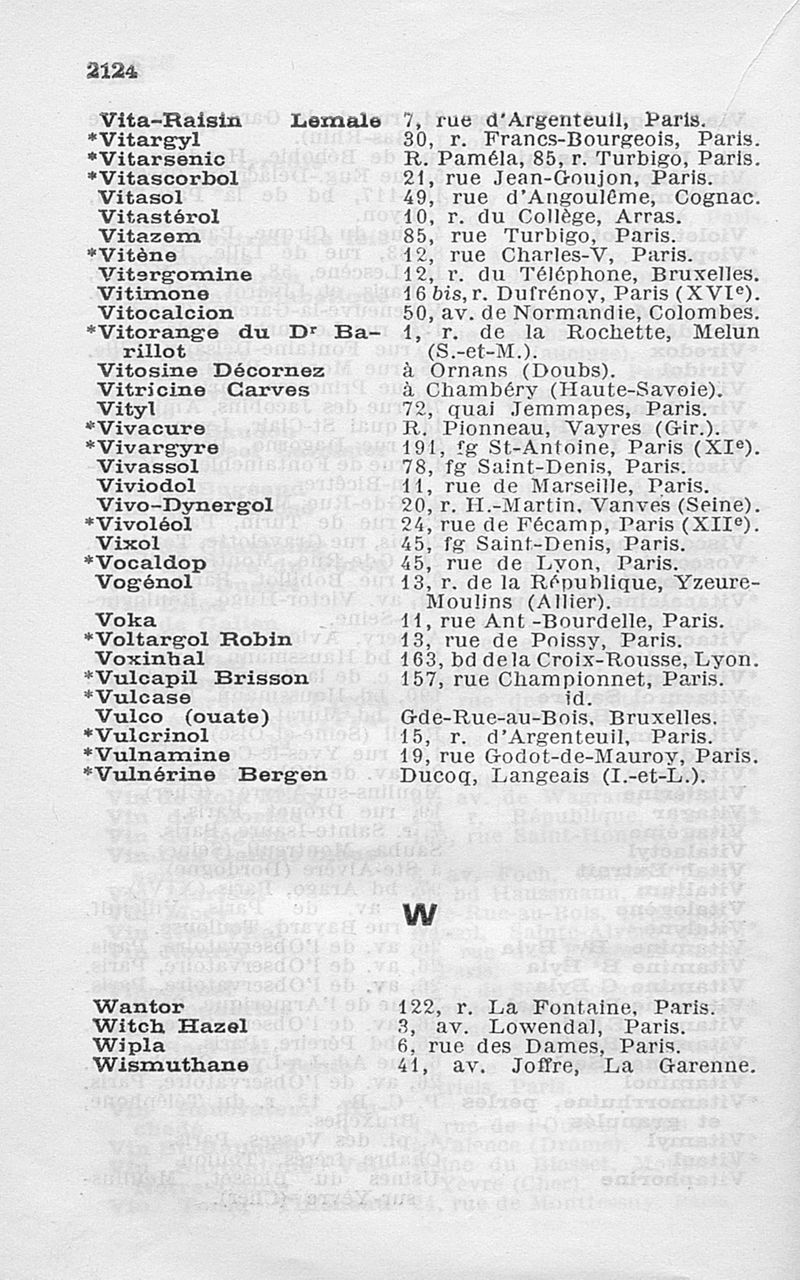 2124
Vita-Raisin Lemale 7, rue d'Argenteuil, Paris.
*Vitargyl 30, r. Francs-Bourgeois, Paris.
*Vitarsenic R. Paméla, 85, r. Turbigo, Paris.
*Vitascorbol 21, rue Jean-Goujon, Paris.
Vitasol 49, rue d'Angoulême, Cognac.
Vitastérol 10, r. du Collège, Arras.
Vitazem 85, rue Turbigo, Paris.
*Vitène 12, rue Charles-V, Paris.
Vitergomine 12, r. du Téléphone, Bruxelles.
Vitimone 16 bis, r. Dufrénoy, Paris (XVIe).
Vitocalcion 50, av. de Normandie, Colombes.
*Vitorange du Dr Ba- 1, r. de la Rochette, Melun
rillot (S.-et-M.).
Vitosine Décornez à Ornans (Doubs).
Vitricine Carves à Chambéry (Haute-Savoie).
Vityl 72, quai Jemmapes, Paris.
*Vivacure R. Pionneau, Vayres (Gir.).
*Vivargyre 191, fg St-Antoine, Paris (XIe).
Vivassol 78, fg Saint-Denis, Paris.
Viviodol 11, rue de Marseille, Paris.
Vivo-Dynergol 20, r. H.-Martin, Vanves (Seine).
*Vivoléol 24, rue de Fécamp, Paris (XIIe).
Vixol 45, fg Saint-Denis, Paris.
*Vocaldop 45, rue de Lyon, Paris.
Vogénol 13, r. de la République, Yzeure-
Moulins (Allier).
Voka 11, rue Ant -Bourdelle, Paris.
*Voltargol Robin 13, rue de Poissy, Paris.
Voxinhal 163, bd de la Croix-Rousse, Lyon.
*Vulcapil Brisson 157, rue Championnet, Paris.
*Vulcase id.
Vulco (ouate) Gde-Rue-au-Bois, Bruxelles.
*Vulcrinol 15, r. d'Argenteuil, Paris.
*Vulnamine 19, rue Godot-de-Mauroy, Paris.
*Vulnérine Bergen Ducoq, Langeais (I.-et-L.).
W
Wantor 122, r. La Fontaine, Paris.
Witch Hazel 3, av. Lowendal, Paris.
Wipla 6, rue des Dames, Paris.
Wismuthane 41, av. Joffre, La Garenne.